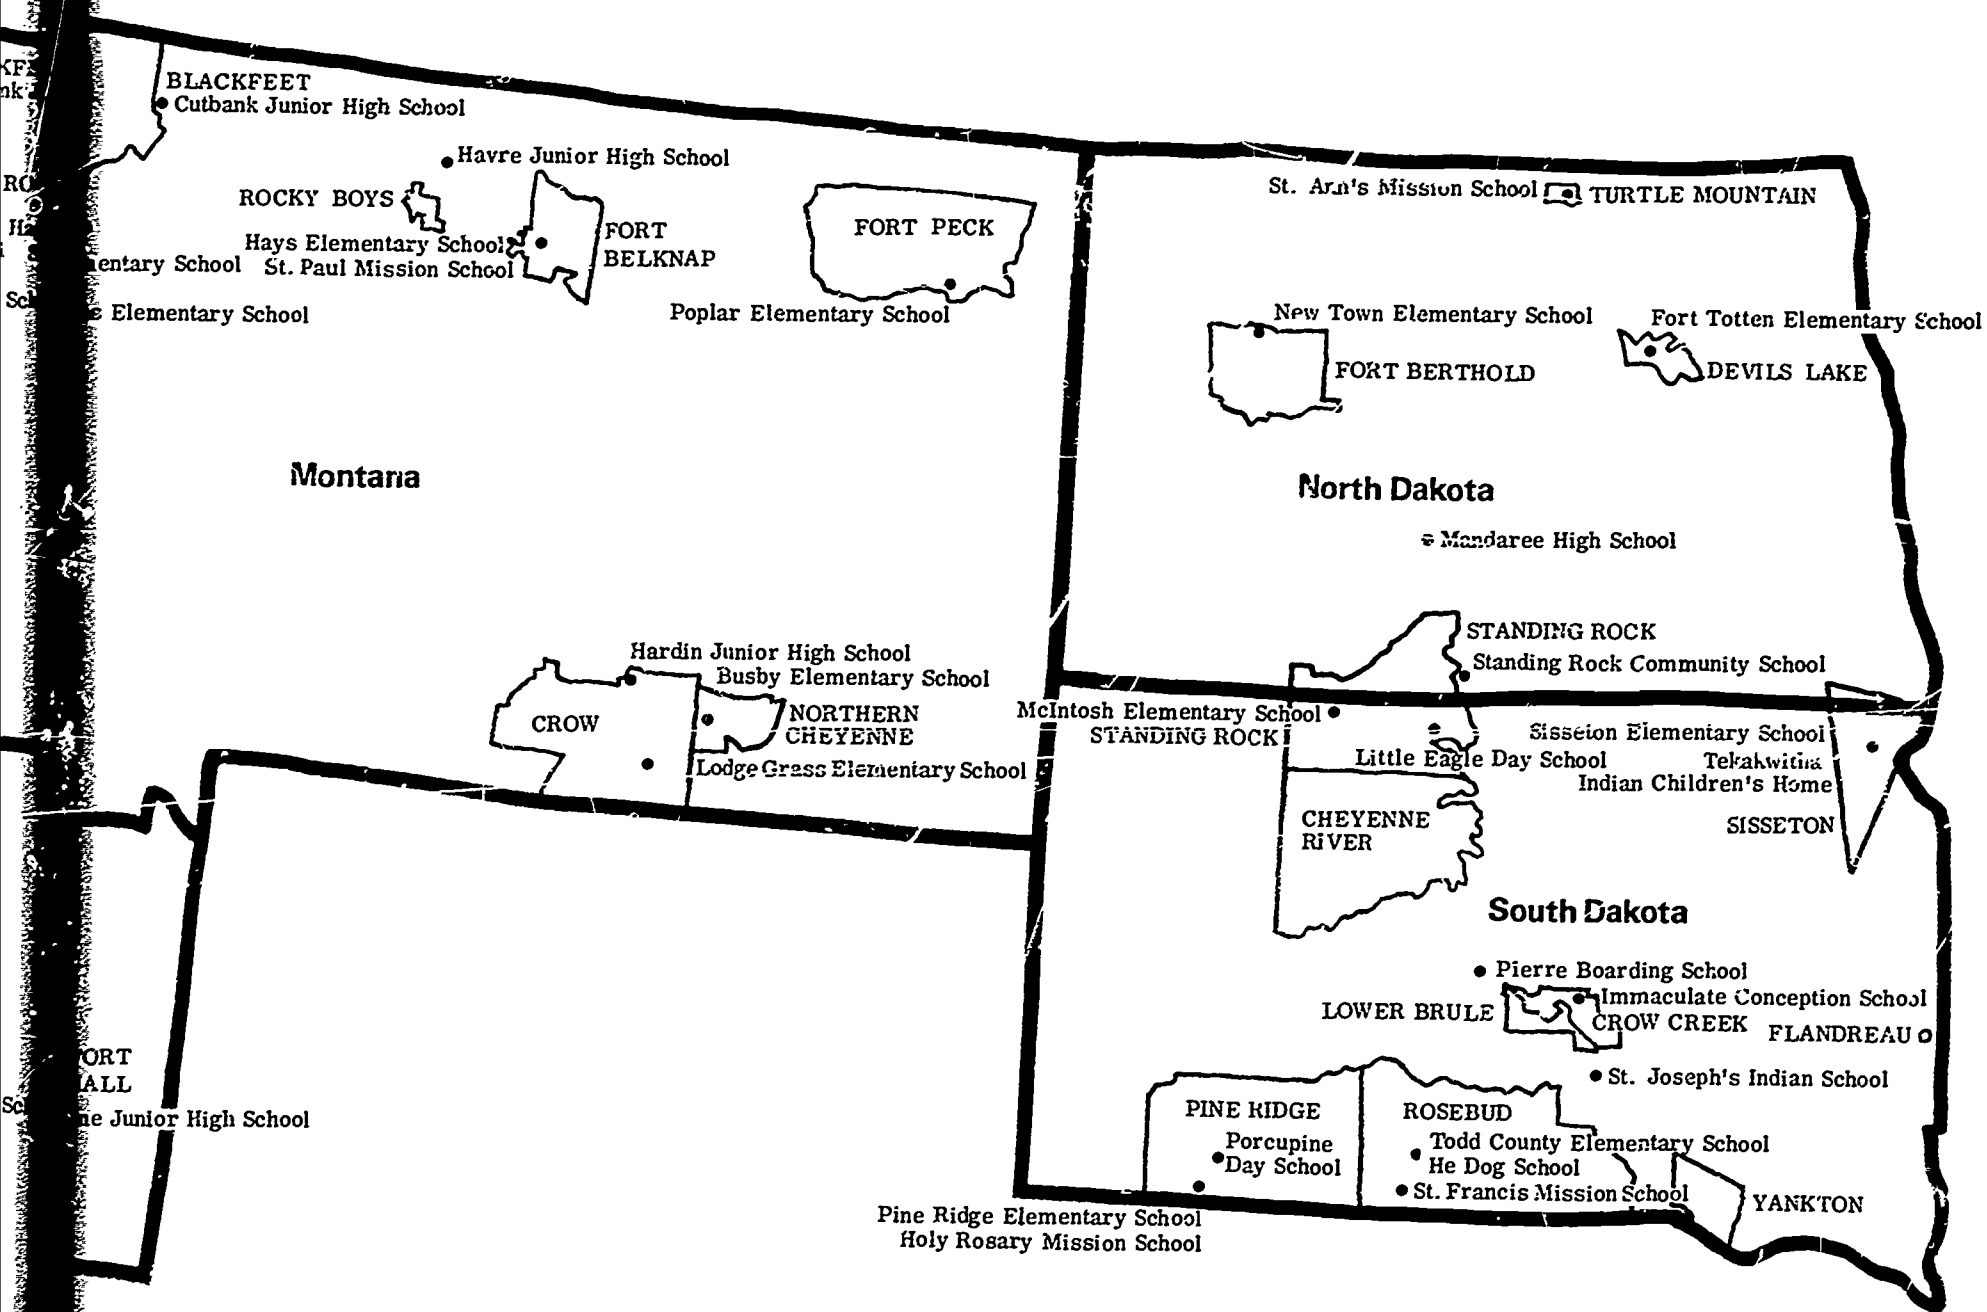 BLACKFEET
Cutbank Junior High School
Havre Junior High School
ROCKY BOYS
Hays Elementary School
St. Paul Mission School
FORT
BELKNAP
FORT PECK
Poplar Elementary School
Elementary School
St. Ann's Mission School
TURTLE MOUNTAIN
New Town Elementary School
FORT BERTHOLD
Fort Totten Elementary School
DEVILS LAKE
Montana
North Dakota
Mandaree High School
STANDING ROCK
Standing Rock Community School
Hardin Junior High School
Busby Elementary School
CROW
NORTHERN
CHEYENNE
Lodge Grass Elementary School
McIntosh Elementary School
STANDING ROCK
Little Eagle Day School
Sisseton Elementary School
Tekakwitha
Indian Children's Home
SISSETON
CHEYENNE
RIVER
South Dakota
Pierre Boarding School
Immaculate Conception School
LOWER BRULE
CROW CREEK
FLANDREAU
St. Joseph's Indian School
PINE RIDGE
Porcupine
Day School
ROSEBUD
Todd County Elementary School
He Dog School
St. Francis Mission School
YANKTON
Pine Ridge Elementary School
Holy Rosary Mission School
Junior High School